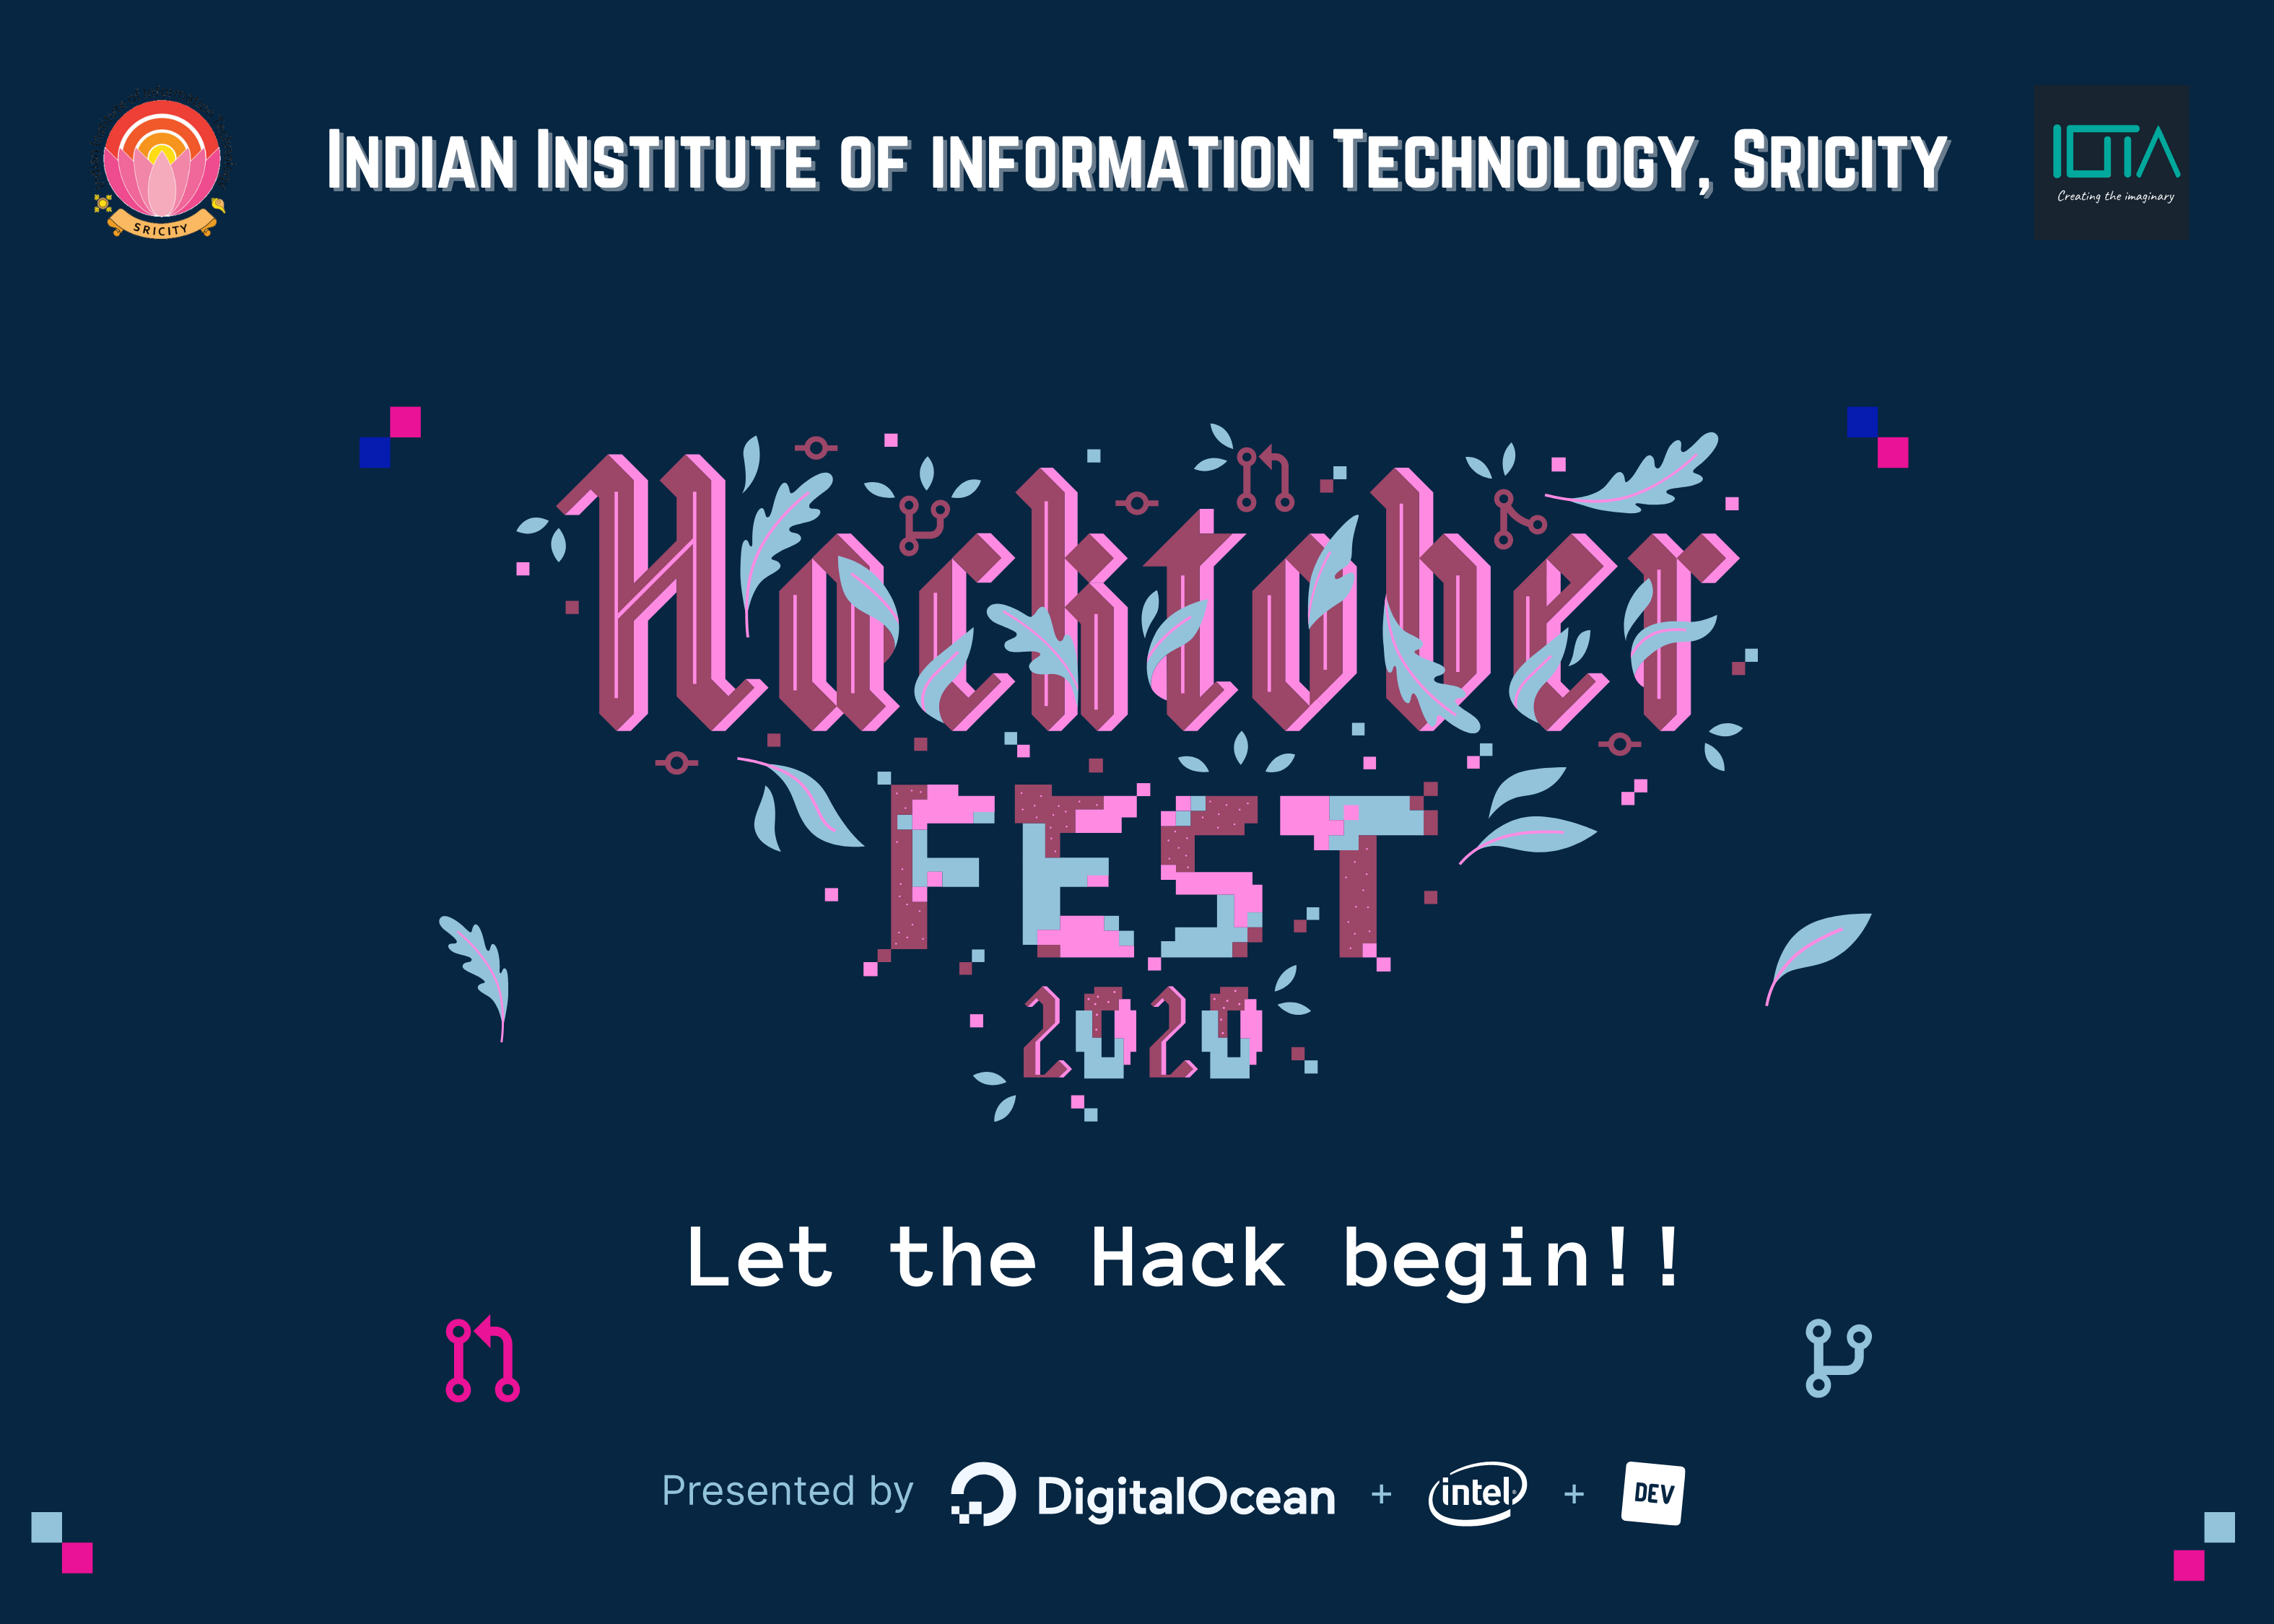 Indian Institute of information Technology, Sricity
SRICITY
Creating the imaginary
Hacktober
FEST
2020
Let the Hack begin!!
Presented by DigitalOcean + intel + DEV